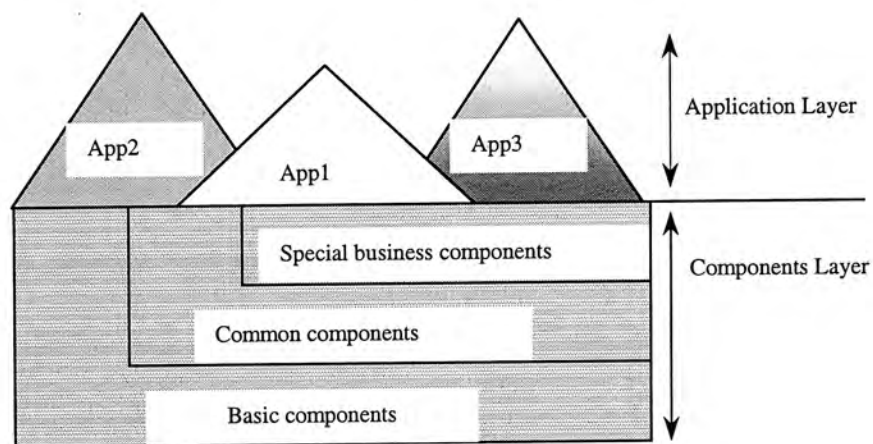 App2
App3
App1
Application Layer
Special business components
Components Layer
Common components
Basic components